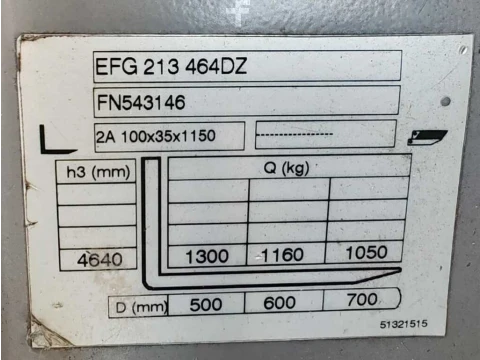 EFG 213 464DZ
FN543146
2A 100x35x1150 ---------------
h3 (mm) Q (kg)
4640 1300 1160 1050
D (mm) 500 600 700
51321515